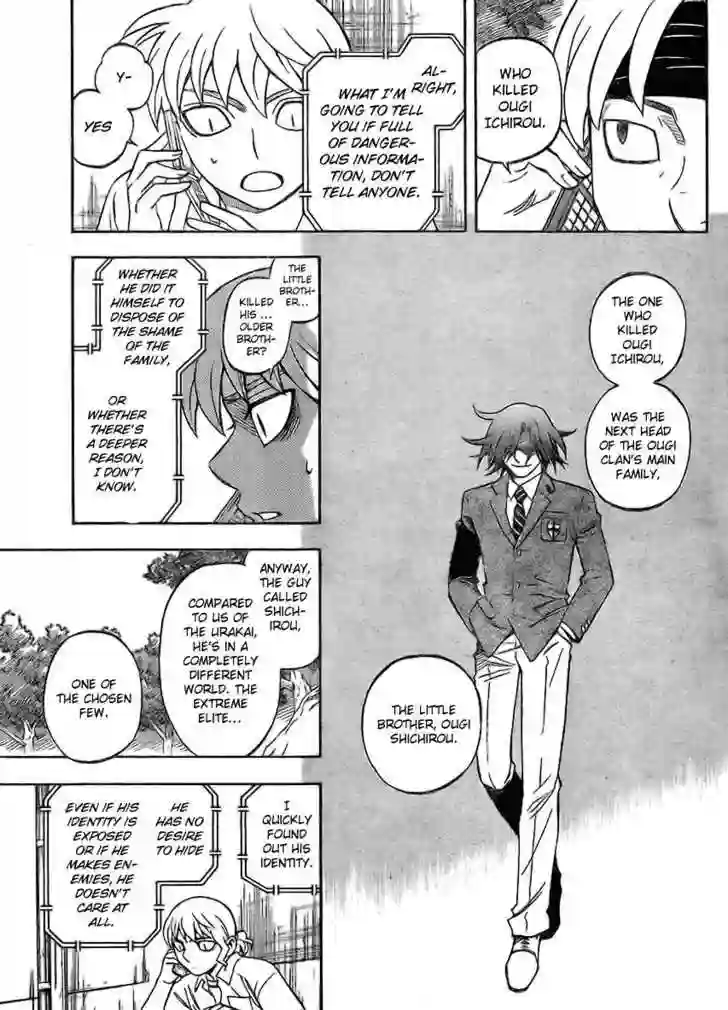 WHO
KILLED
OUGI
ICHIROU.
AL-
RIGHT,
WHAT I'M
GOING TO TELL
YOU IF FULL
OF DANGER-
OUS INFORMA-
TION, DON'T
TELL ANYONE.
Y-
YES
THE ONE
WHO
KILLED
OUGI
ICHIROU,
WAS THE
NEXT HEAD
OF THE OUGI
CLAN'S MAIN
FAMILY,
THE LITTLE
BROTHER, OUGI
SHICHIROU.
THE
LITTLE
BROTH-
ER...
KILLED
HIS ...
OLDER
BROTH-
ER?
WHETHER
HE DID IT
HIMSELF TO
DISPOSE OF
THE SHAME
OF THE
FAMILY,
OR
WHETHER
THERE'S
A DEEPER
REASON,
I DON'T
KNOW.
ANYWAY,
THE GUY
CALLED
SHICH-
IROU,
COMPARED
TO US OF
THE URAKAI,
HE'S IN A
COMPLETELY
DIFFERENT
WORLD. THE
EXTREME
ELITE...
ONE OF
THE CHOSEN
FEW.
I
QUICKLY
FOUND
OUT HIS
IDENTITY.
HE
HAS NO
DESIRE
TO HIDE
EVEN IF HIS
IDENTITY IS
EXPOSED
OR IF HE
MAKES EN-
EMIES, HE
DOESN'T
CARE AT
ALL.